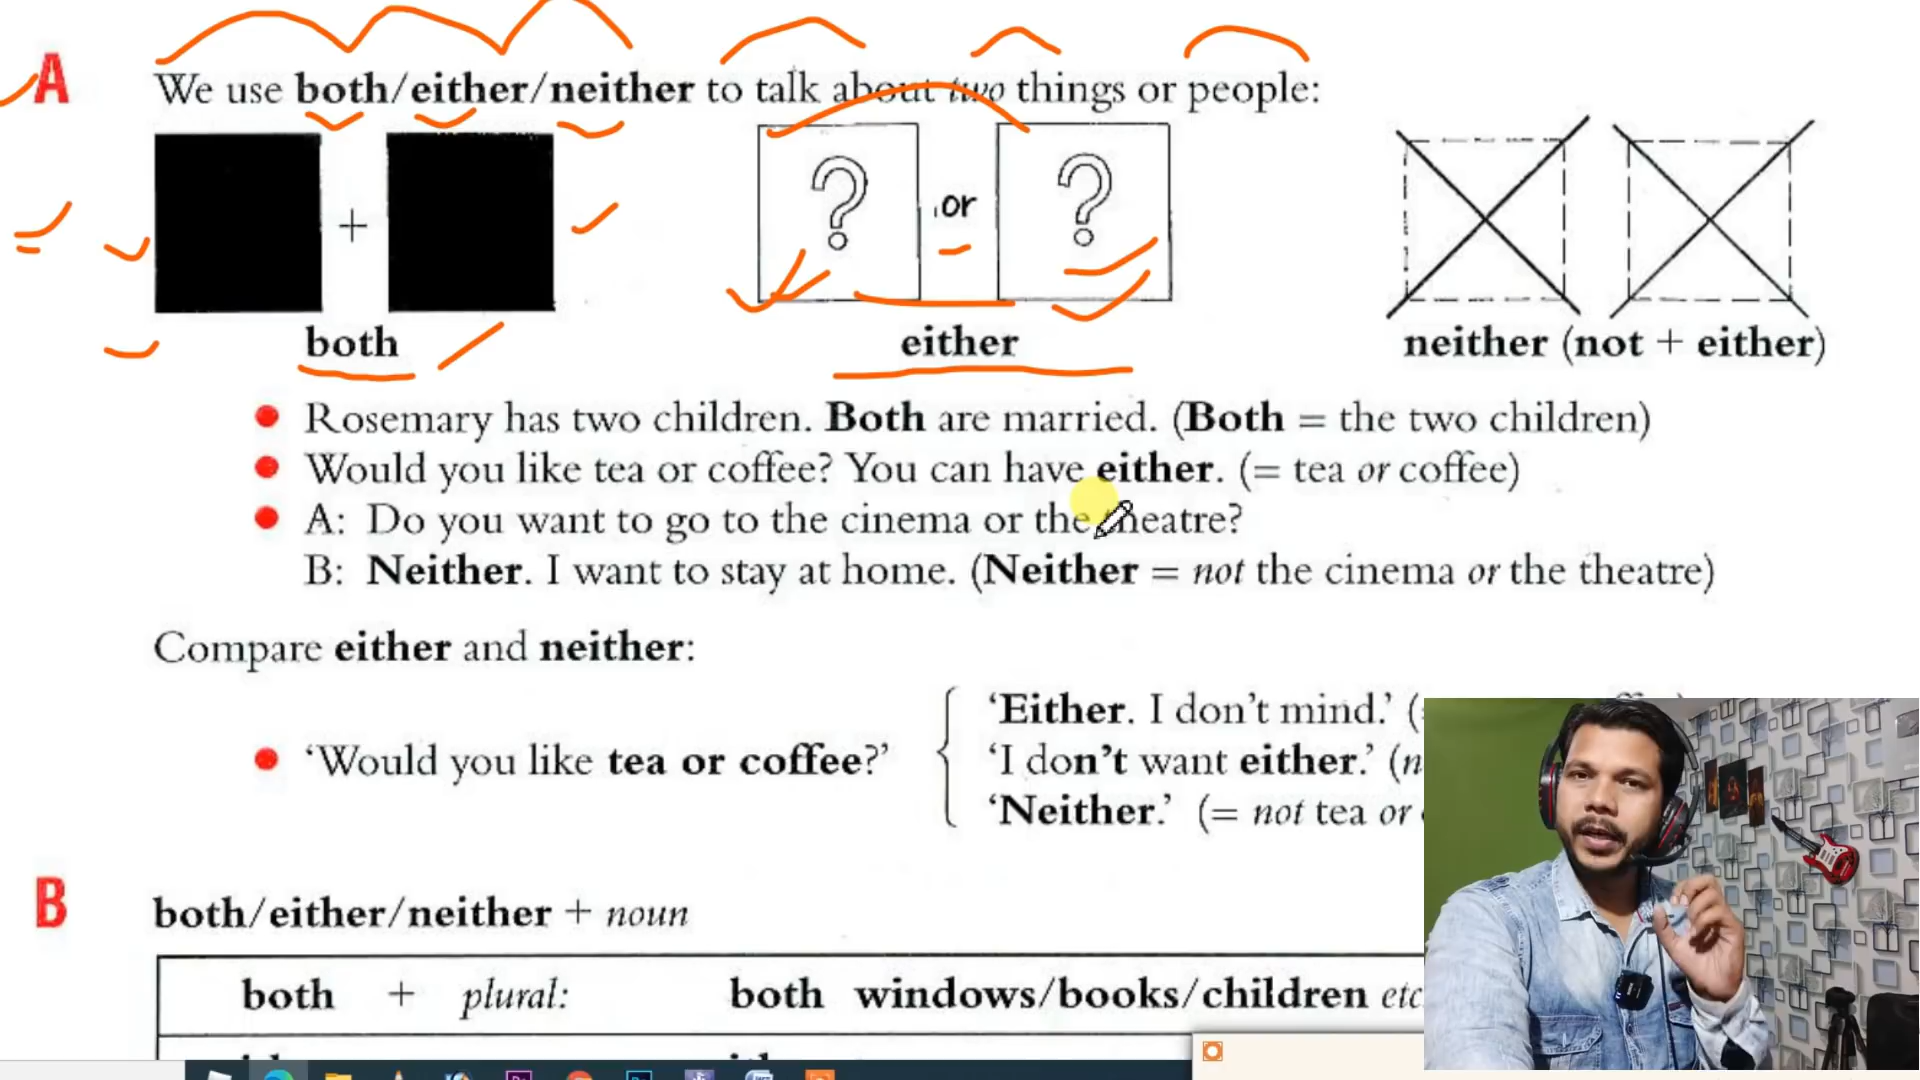 A We use both/either/neither to talk about two things or people:
+ ? or ?
both either neither (not + either)
Rosemary has two children. Both are married. (Both = the two children)
Would you like tea or coffee? You can have either. (= tea or coffee)
A: Do you want to go to the cinema or the theatre?
B: Neither. I want to stay at home. (Neither = not the cinema or the theatre)
Compare either and neither:
‘Either. I don’t mind.’ (
‘Would you like tea or coffee?’
‘I don’t want either.’ (n
‘Neither.’ (= not tea or
B both/either/neither + noun
both + plural: both windows/books/children etc